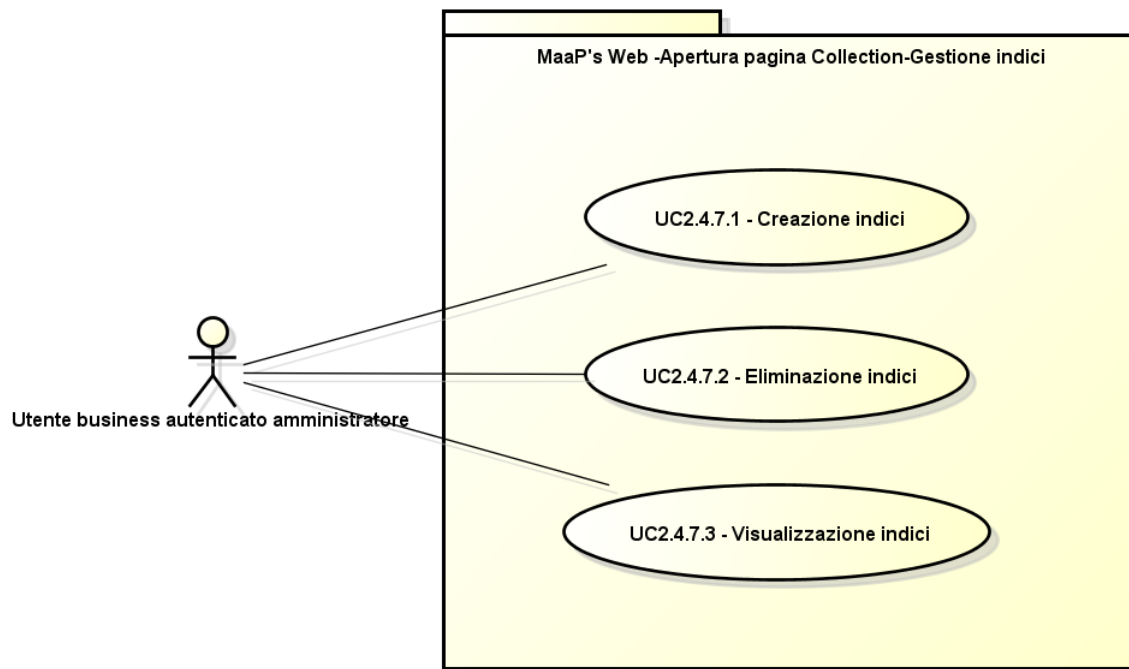 MaaP's Web -Apertura pagina Collection-Gestione indici
UC2.4.7.1 - Creazione indici
UC2.4.7.2 - Eliminazione indici
Utente business autenticato amministratore
UC2.4.7.3 - Visualizzazione indici